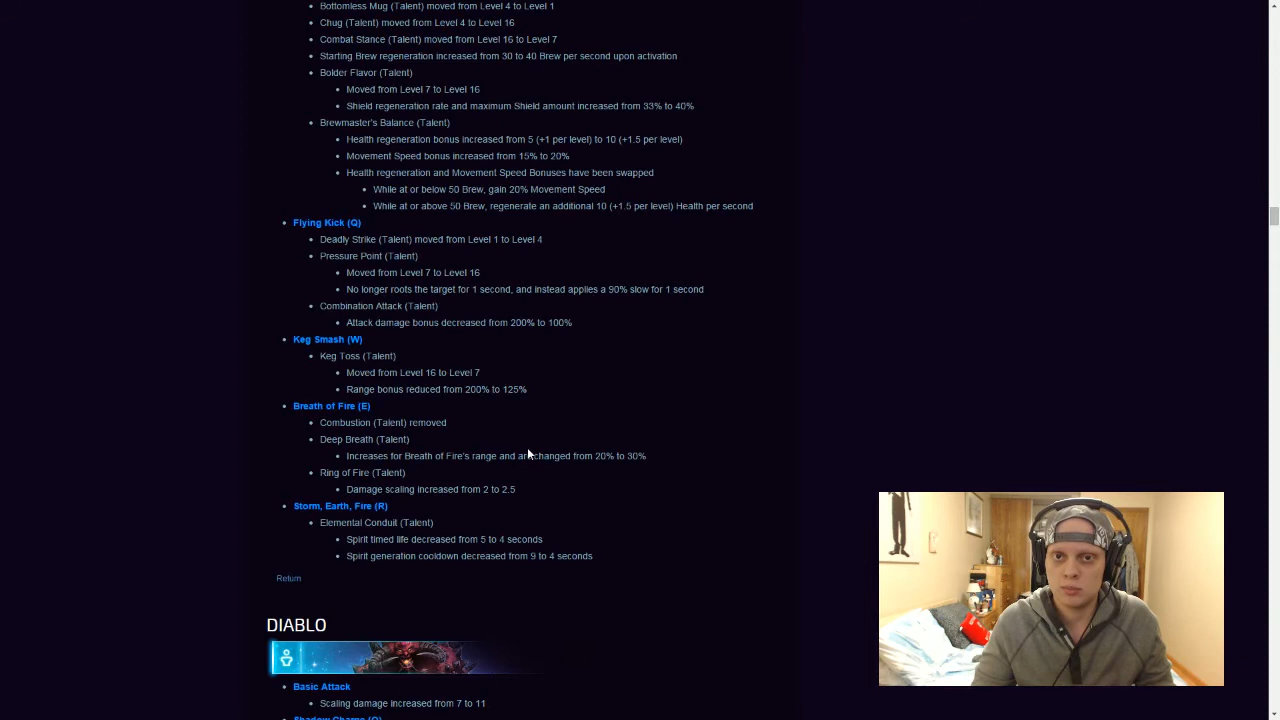 Bottomless Mug (Talent) moved from Level 4 to Level 1
Chug (Talent) moved from Level 4 to Level 16
Combat Stance (Talent) moved from Level 16 to Level 7
Starting Brew regeneration increased from 30 to 40 Brew per second upon activation
Bolder Flavor (Talent)
Moved from Level 7 to Level 16
Shield regeneration rate and maximum Shield amount increased from 33% to 40%
Brewmaster's Balance (Talent)
Health regeneration bonus increased from 5 (+1 per level) to 10 (+1.5 per level)
Movement Speed bonus increased from 15% to 20%
Health regeneration and Movement Speed Bonuses have been swapped
While at or below 50 Brew, gain 20% Movement Speed
While at or above 50 Brew, regenerate an additional 10 (+1.5 per level) Health per second
Flying Kick (Q)
Deadly Strike (Talent) moved from Level 1 to Level 4
Pressure Point (Talent)
Moved from Level 7 to Level 16
No longer roots the target for 1 second, and instead applies a 90% slow for 1 second
Combination Attack (Talent)
Attack damage bonus decreased from 200% to 100%
Keg Smash (W)
Keg Toss (Talent)
Moved from Level 16 to Level 7
Range bonus reduced from 200% to 125%
Breath of Fire (E)
Combustion (Talent) removed
Deep Breath (Talent)
Increases for Breath of Fire's range and arc changed from 20% to 30%
Ring of Fire (Talent)
Damage scaling increased from 2 to 2.5
Storm, Earth, Fire (R)
Elemental Conduit (Talent)
Spirit timed life decreased from 5 to 4 seconds
Spirit generation cooldown decreased from 9 to 4 seconds
Return
DIABLO
Basic Attack
Scaling damage increased from 7 to 11
Shadow Charge (Q)